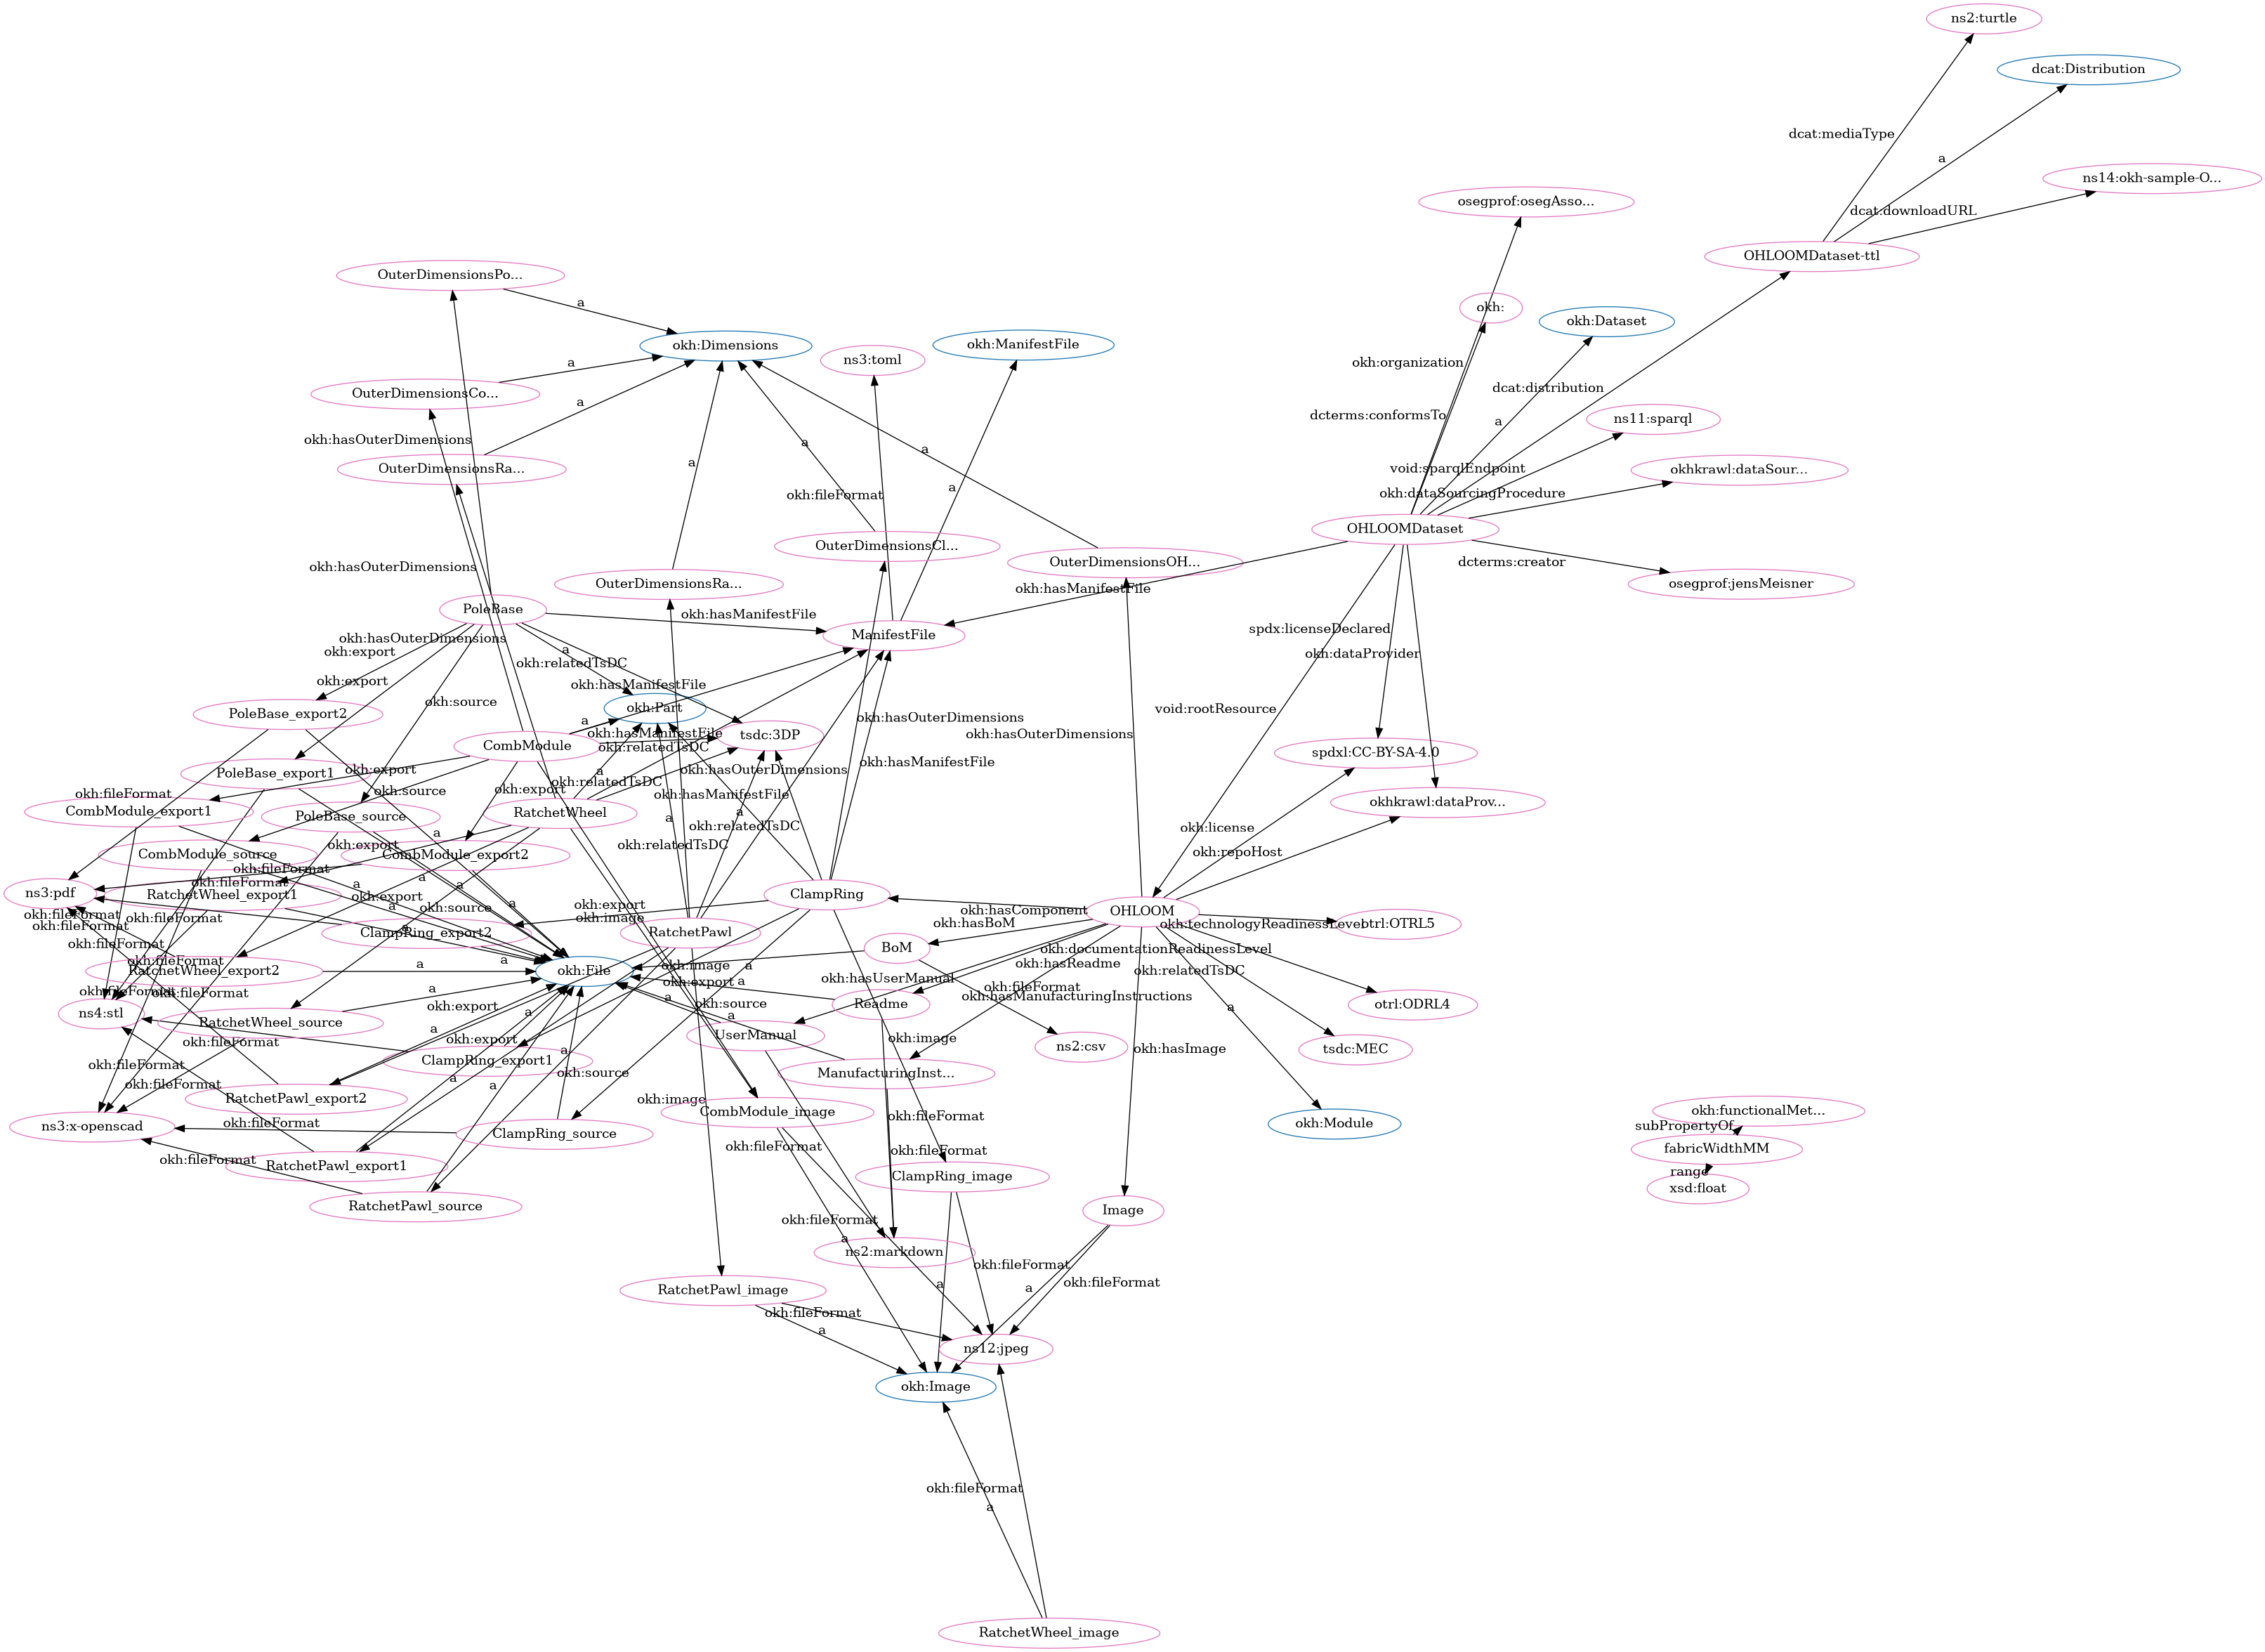 ns2:turtle
dcat:Distribution
dcat:mediaType
a
ns14:okh-sample-O...
osegprof:osegAsso...
dcat:downloadURL
OHLOOMDataset-ttl
OuterDimensionsPo...
a
okh:
okh:Dataset
okh:Dimensions
ns3:toml
okh:ManifestFile
a
okh:organization
OuterDimensionsCo...
a
dcat:distribution
dcterms:conformsTo
a
ns11:sparql
okh:hasOuterDimensions
a
a
OuterDimensionsRa...
a
void:sparqlEndpoint
okhkrawl:dataSour...
a
okh:fileFormat
okh:dataSourcingProcedure
OHLOOMDataset
OuterDimensionsCl...
okh:hasOuterDimensions
OuterDimensionsOH...
dcterms:creator
OuterDimensionsRa...
osegprof:jensMeisner
okh:hasManifestFile
PoleBase
okh:hasManifestFile
spdx:licenseDeclared
ManifestFile
okh:hasOuterDimensions
okh:export
a
okh:relatedTsDC
okh:dataProvider
okh:export
okh:hasManifestFile
okh:source
okh:Part
void:rootResource
PoleBase_export2
a
okh:hasOuterDimensions
okh:hasManifestFile
tsdc:3DP
okh:hasOuterDimensions
CombModule
okh:relatedTsDC
spdxl:CC-BY-SA-4.0
okh:hasManifestFile
PoleBase_export1
okh:export
a
okh:hasOuterDimensions
okh:relatedTsDC
okh:fileFormat
okh:source
okh:export
okh:hasManifestFile
okhkrawl:dataProv...
CombModule_export1
PoleBase_source
RatchetWheel
a
a
okh:relatedTsDC
okh:license
a
okh:export
okh:relatedTsDC
okh:repoHost
CombModule_source
CombModule_export2
okh:fileFormat
okh:fileFormat
a
a
a
ns3:pdf
RatchetWheel_export1
okh:export
ClampRing
a
a
okh:source
okh:export
okh:hasComponent
OHLOOM
okh:fileFormat
okh:fileFormat
okh:image
okh:hasBoM
okh:technologyReadinessLevel
otrl:OTRL5
okh:fileFormat
a
ClampRing_export2
RatchetPawl
okh:fileFormat
BoM
okh:documentationReadinessLevel
okh:fileFormat
a
a
okh:image
a
okh:hasReadme
RatchetWheel_export2
okh:File
okh:relatedTsDC
okh:hasUserManual
okh:export
a
okh:fileFormat
okh:fileFormat
a
okh:fileFormat
okh:hasManufacturingInstructions
a
okh:export
okh:source
Readme
otrl:ODRL4
ns4:stl
a
a
a
RatchetWheel_source
a
UserManual
okh:image
okh:fileFormat
okh:export
a
ns2:csv
okh:hasImage
tsdc:MEC
ClampRing_export1
okh:fileFormat
okh:source
ManufacturingInst...
okh:fileFormat
a
a
RatchetPawl_export2
okh:image
CombModule_image
okh:functionalMet...
okh:fileFormat
ns3:x-openscad
okh:fileFormat
okh:Module
subPropertyOf
ClampRing_source
okh:fileFormat
okh:fileFormat
fabricWidthMM
okh:fileFormat
RatchetPawl_export1
range
ClampRing_image
xsd:float
RatchetPawl_source
Image
okh:fileFormat
a
ns2:markdown
okh:fileFormat
okh:fileFormat
a
a
RatchetPawl_image
okh:fileFormat
a
ns12:jpeg
okh:Image
okh:fileFormat
a
RatchetWheel_image